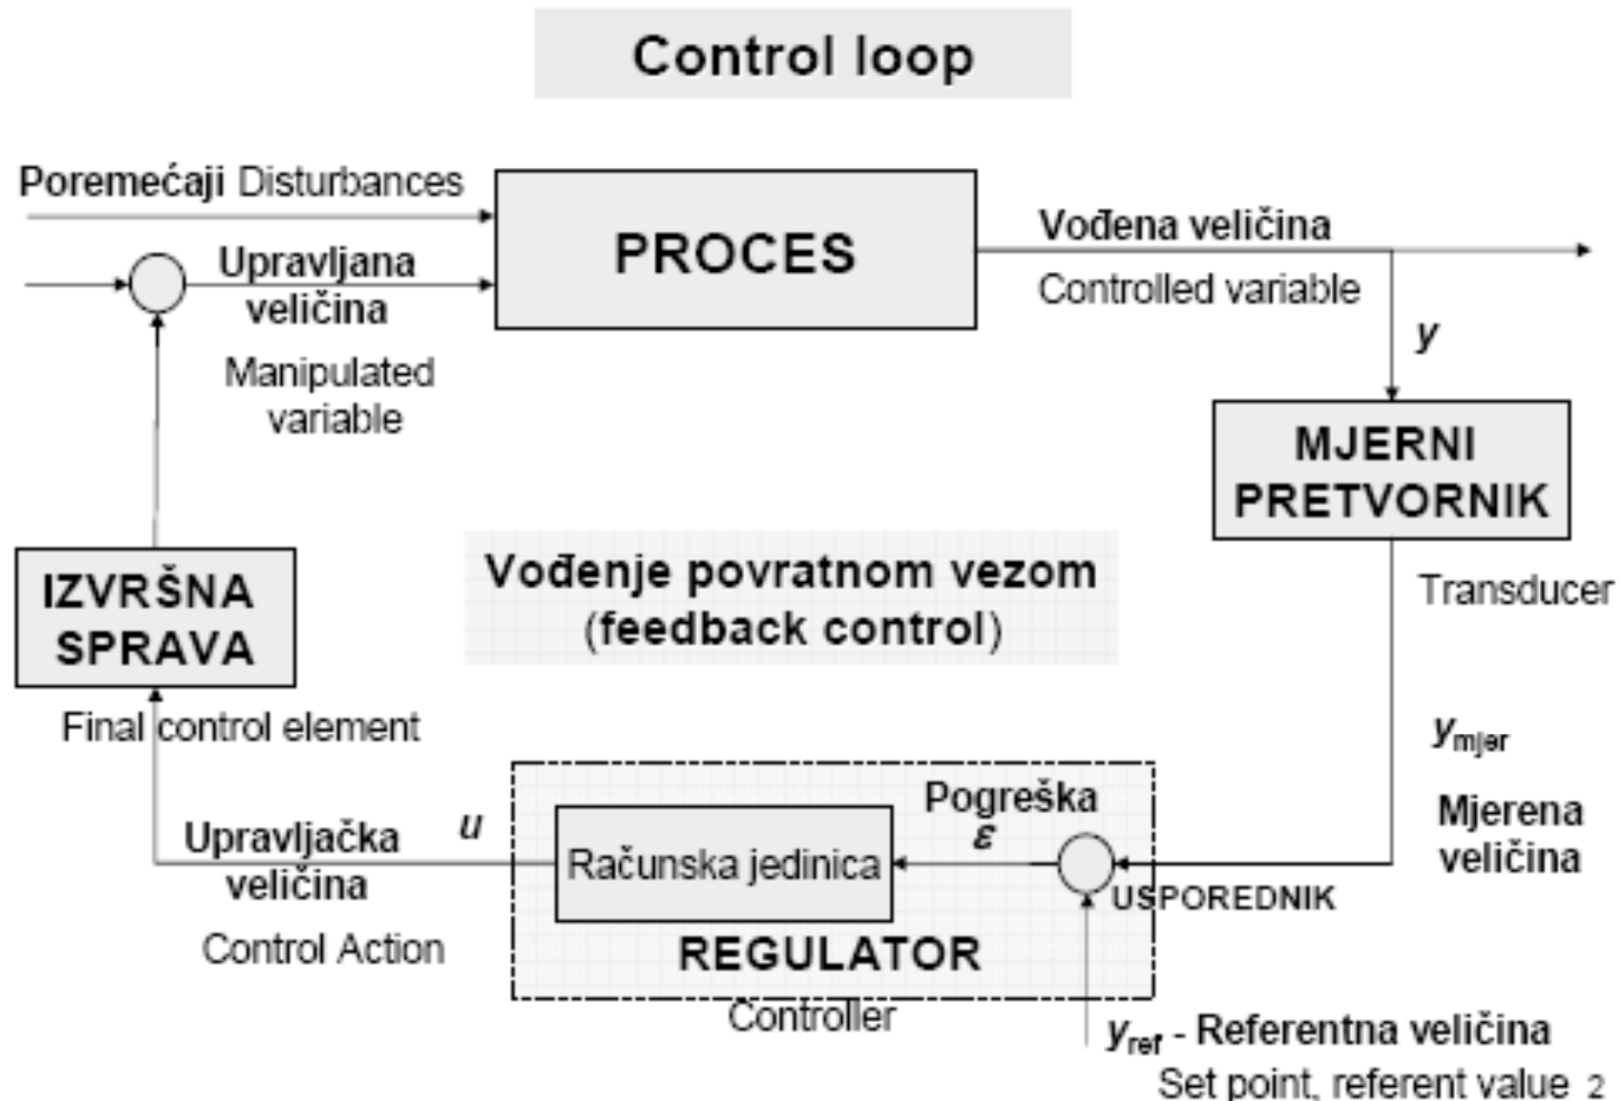 Control loop
Poremećaji Disturbances
PROCES
Vođena veličina
Controlled variable
Upravljana
veličina
Manipulated
variable
y
MJERNI
PRETVORNIK
Transducer
IZVRŠNA
SPRAVA
Final control element
Vođenje povratnom vezom
(feedback control)
y mjer
Mjerena
veličina
Pogreška
ε
Računska jedinica
USPOREDNIK
REGULATOR
Controller
u
Upravljačka
veličina
Control Action
y ref - Referentna veličina
Set point, referent value 2